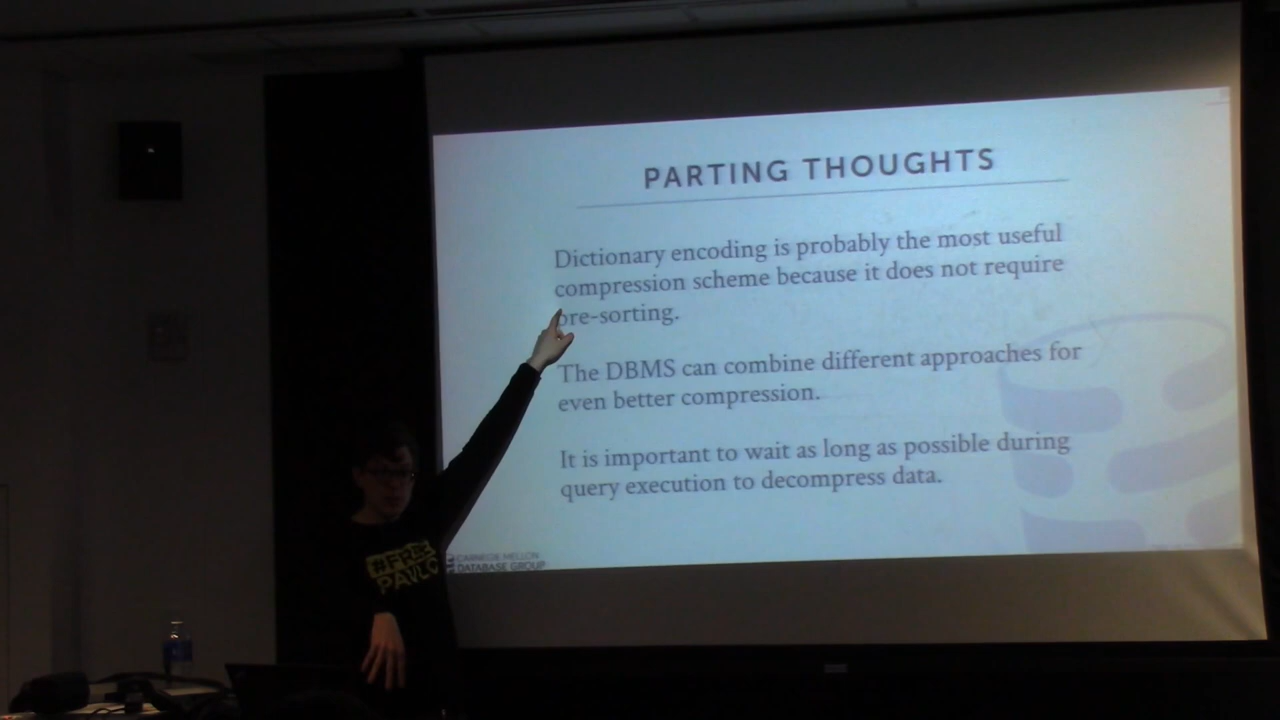 PARTING THOUGHTS
Dictionary encoding is probably the most useful
compression scheme because it does not require
pre-sorting.
The DBMS can combine different approaches for
even better compression.
It is important to wait as long as possible during
query execution to decompress data.
CARNEGIE MELLON
DATABASE GROUP
#FREE
PAVLO